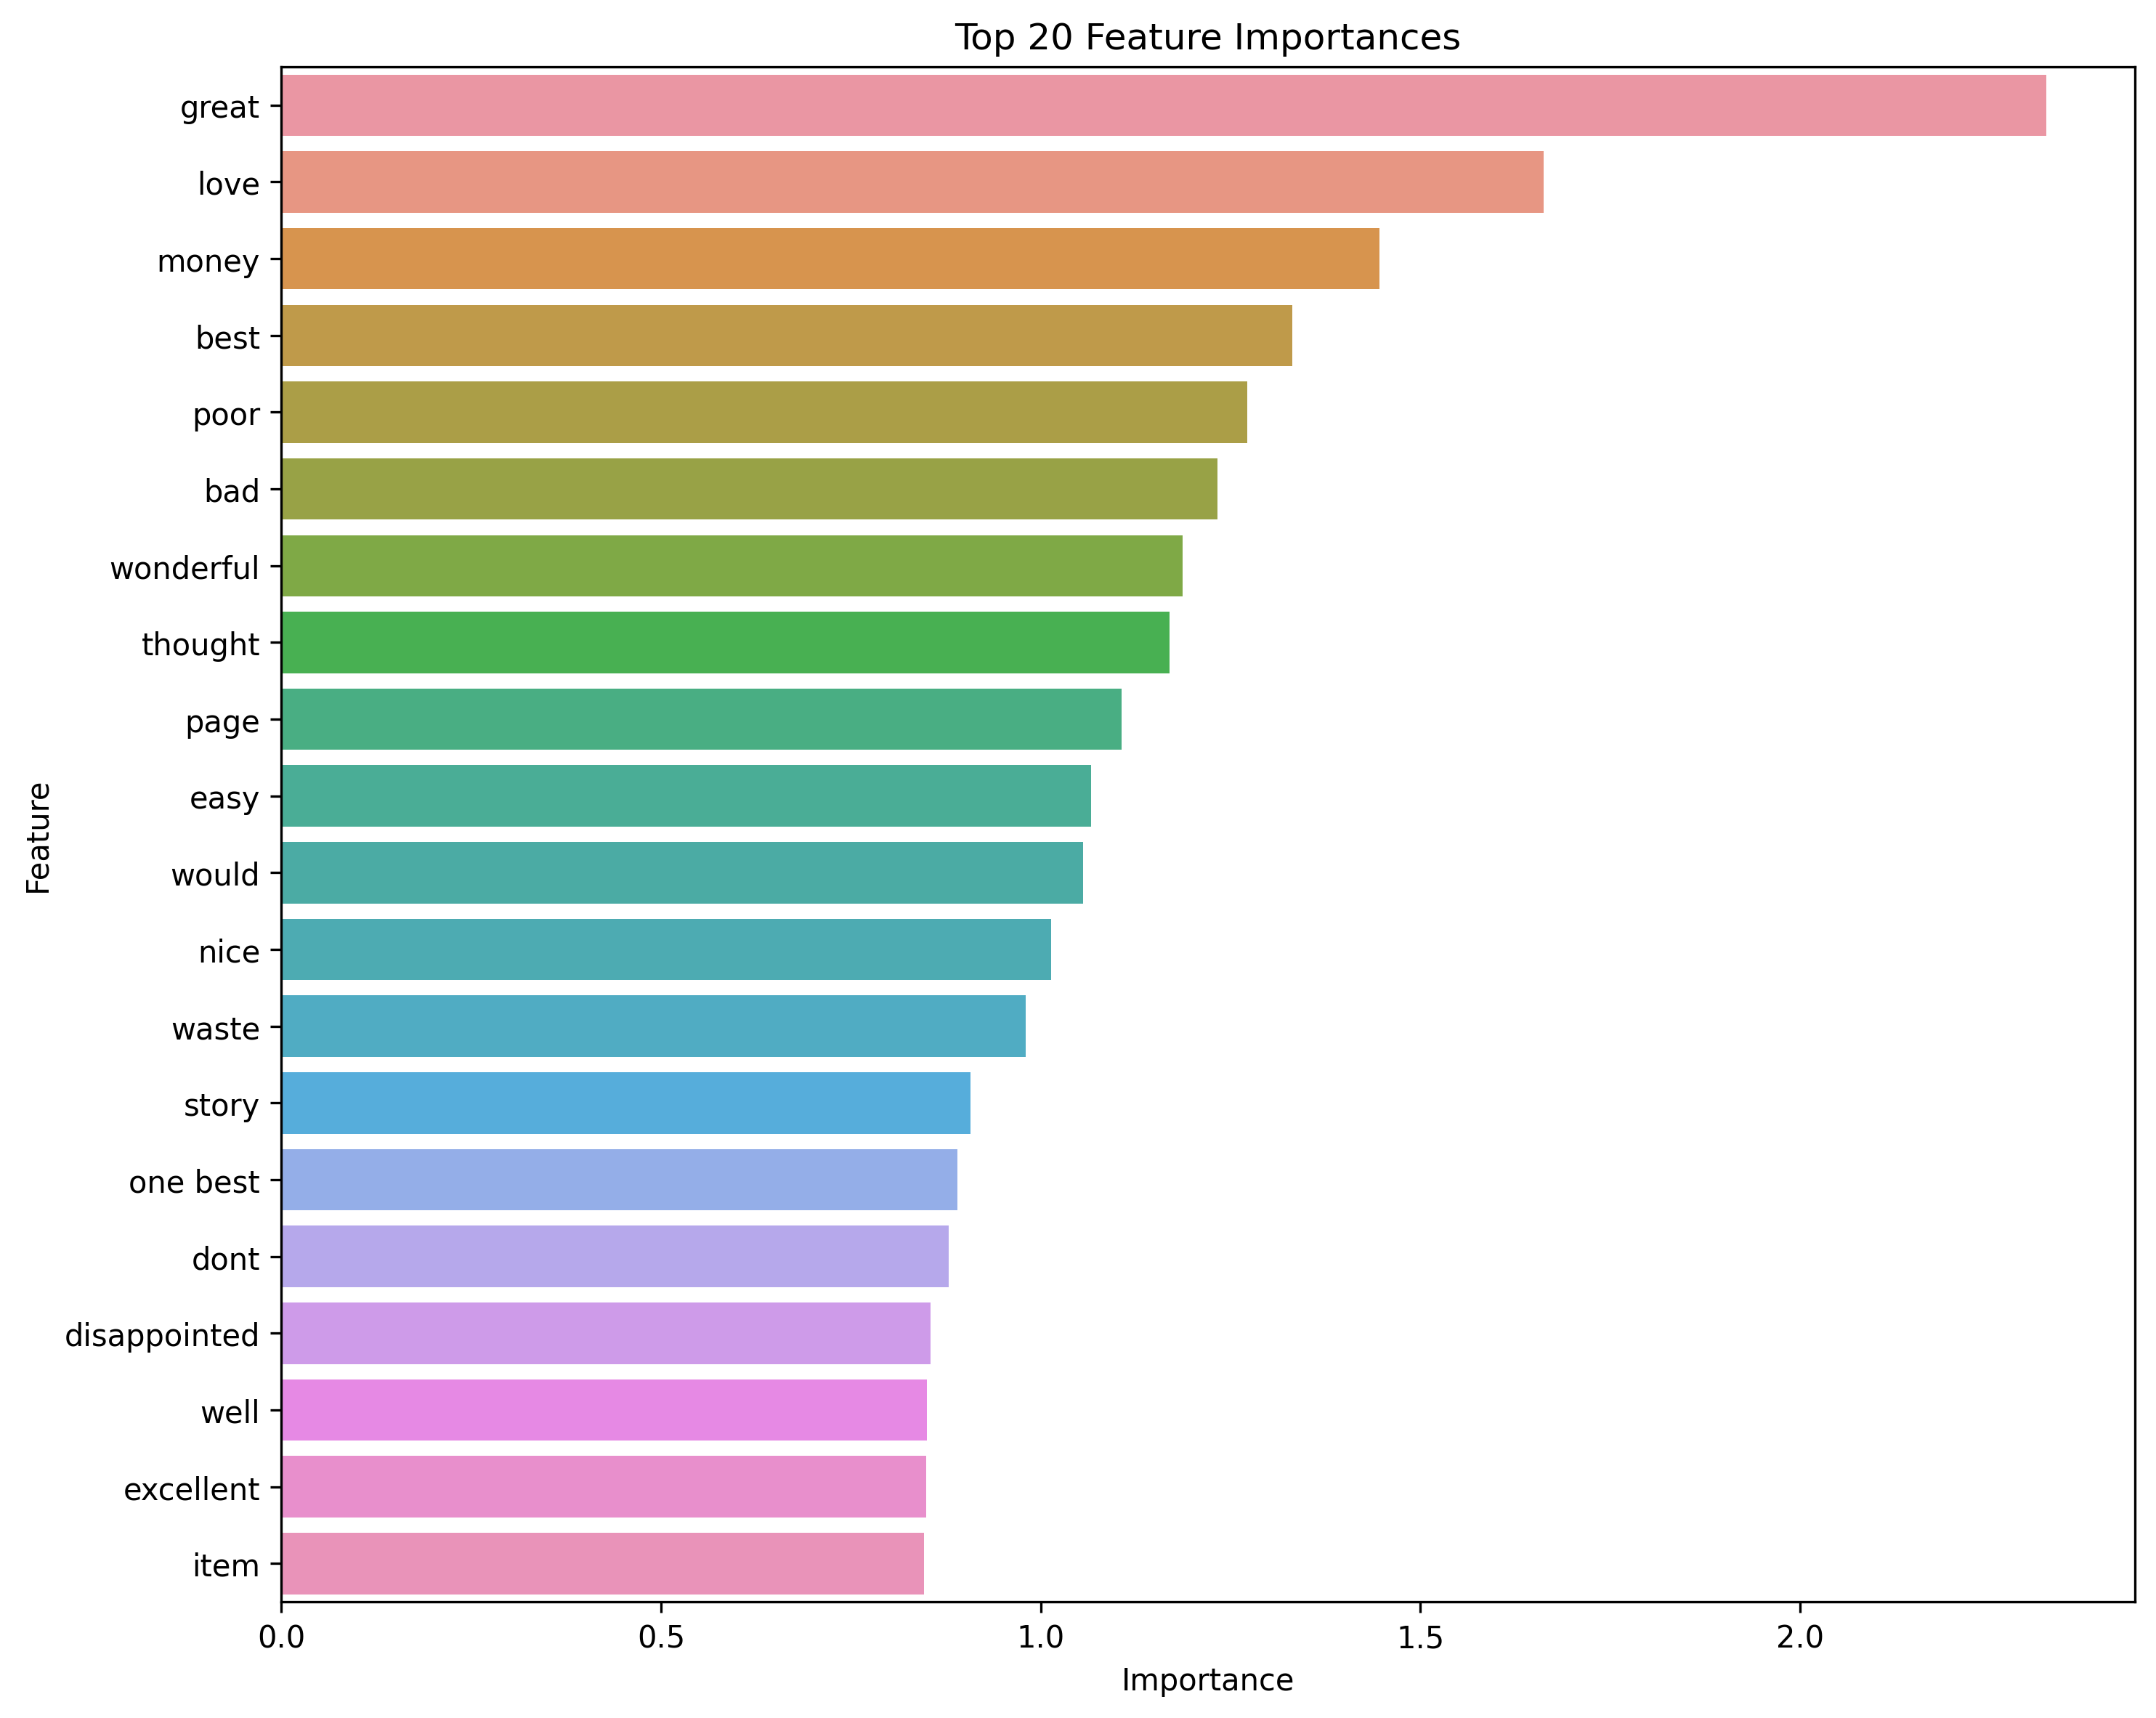 Top 20 Feature Importances
great
love
money
best
poor
bad
wonderful
thought
page
easy
would
nice
waste
story
one best
dont
disappointed
well
excellent
item
Feature
0.0 0.5 1.0 1.5 2.0
Importance